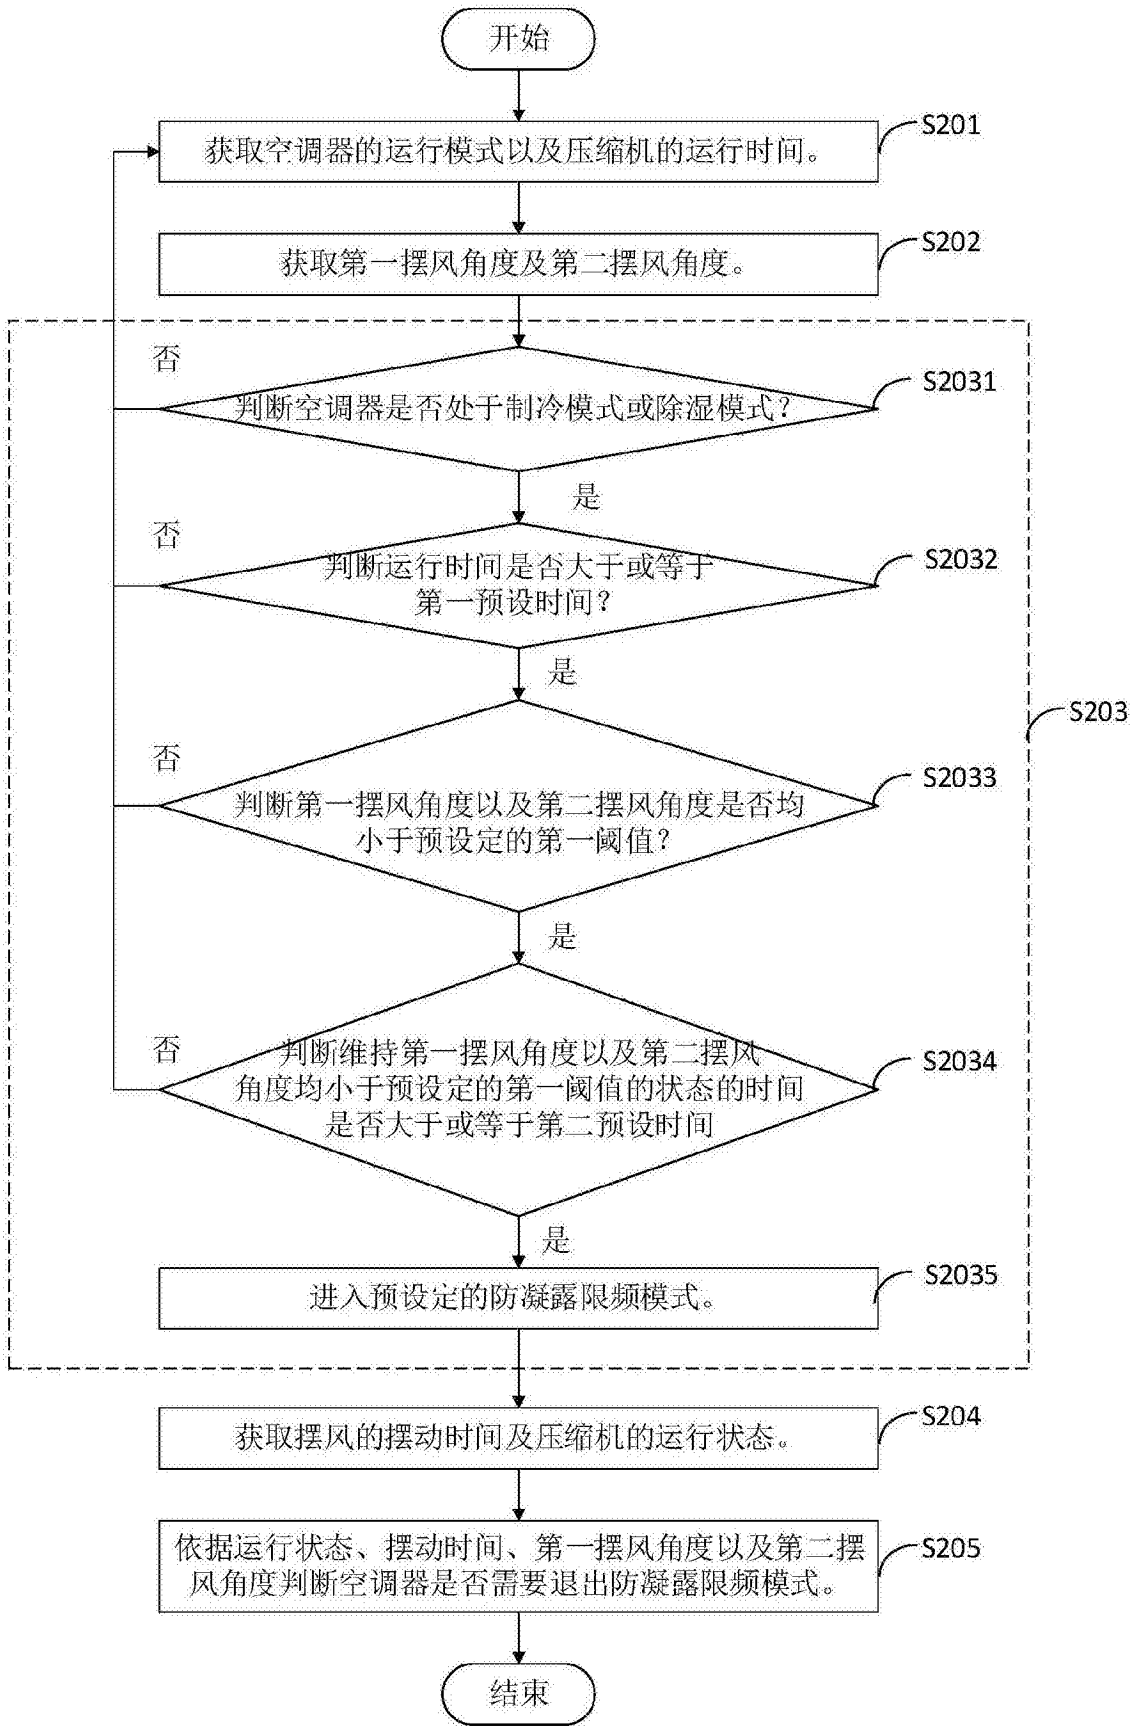 开始
获取空调器的运行模式以及压缩机的运行时间。
S201
获取第一摆风角度及第二摆风角度。
S202
否
判断空调器是否处于制冷模式或除湿模式？
S2031
是
否
判断运行时间是否大于或等于
第一预设时间？
S2032
是
S203
否
判断第一摆风角度以及第二摆风角度是否均
小于预设定的第一阈值？
S2033
是
否
判断维持第一摆风角度以及第二摆风
角度均小于预设定的第一阈值的状态的时间
是否大于或等于第二预设时间
S2034
是
进入预设定的防凝露限频模式。
S2035
获取摆风的摆动时间及压缩机的运行状态。
S204
依据运行状态、摆动时间、第一摆风角度以及第二摆
风角度判断空调器是否需要退出防凝露限频模式。
S205
结束